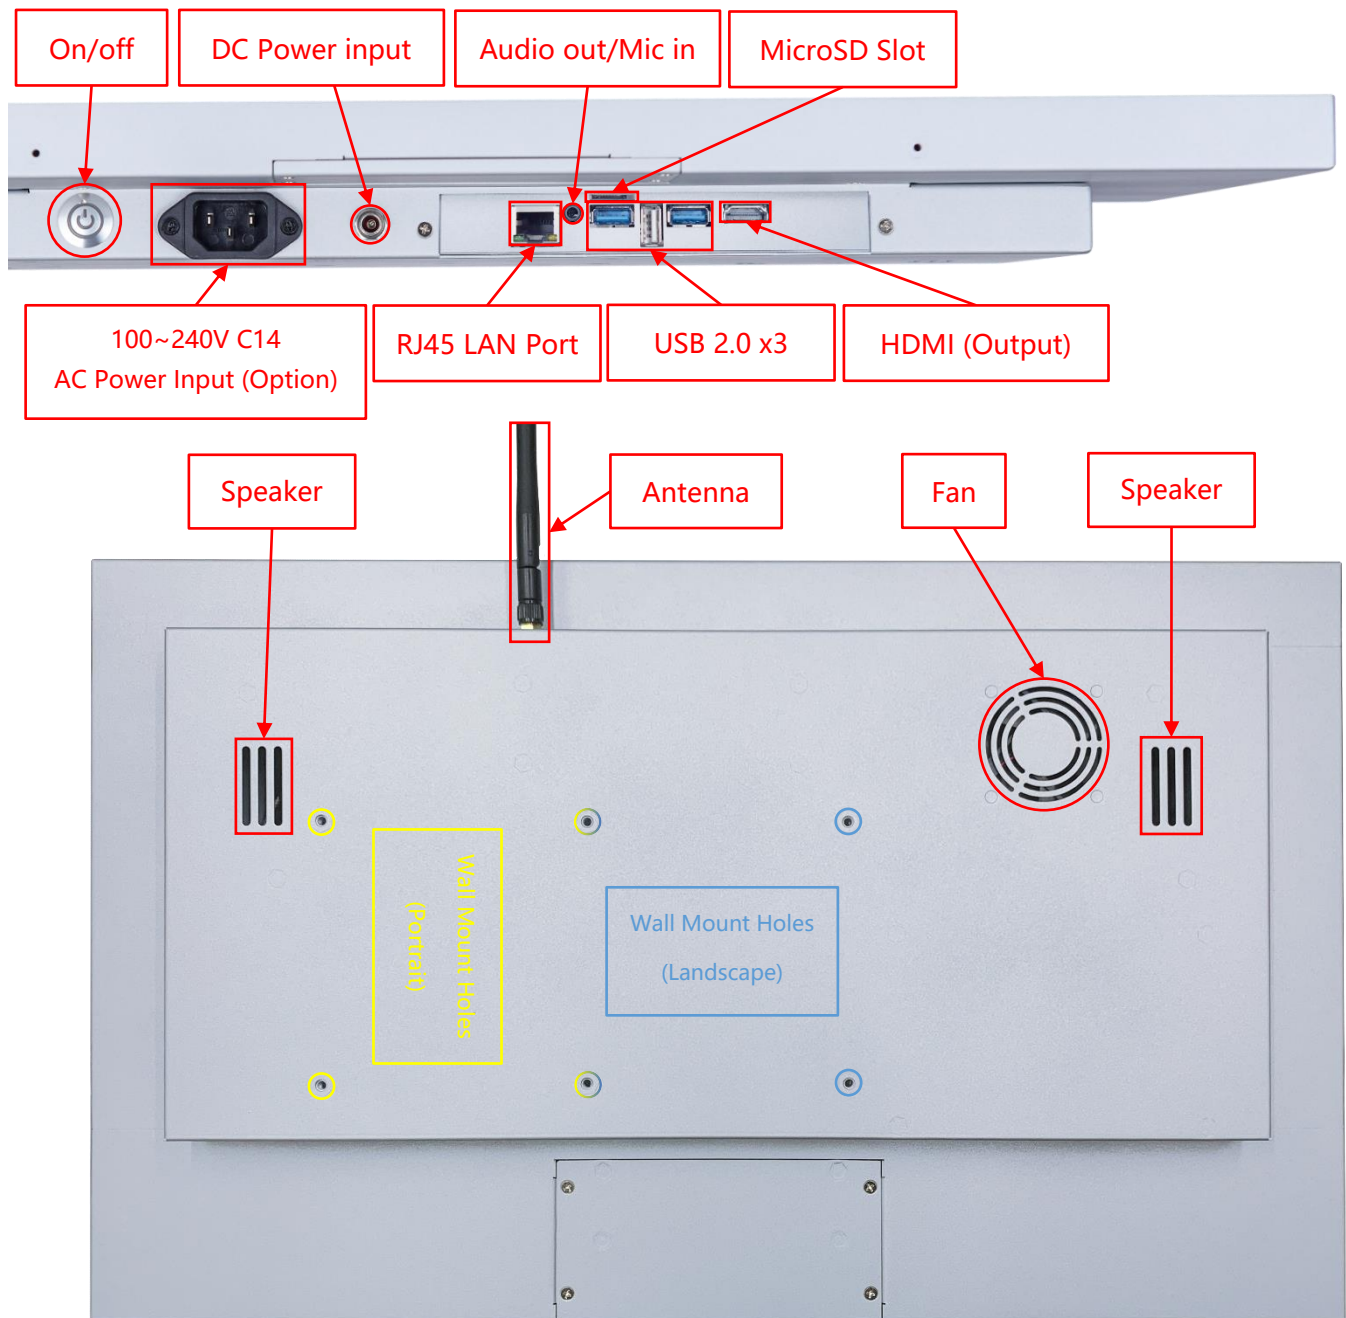 On/off
DC Power input
Audio out/Mic in
MicroSD Slot
100~240V C14
AC Power Input (Option)
RJ45 LAN Port
USB 2.0 x3
HDMI (Output)
Speaker
Antenna
Fan
Speaker
Wall Mount Holes
(Portrait)
Wall Mount Holes
(Landscape)